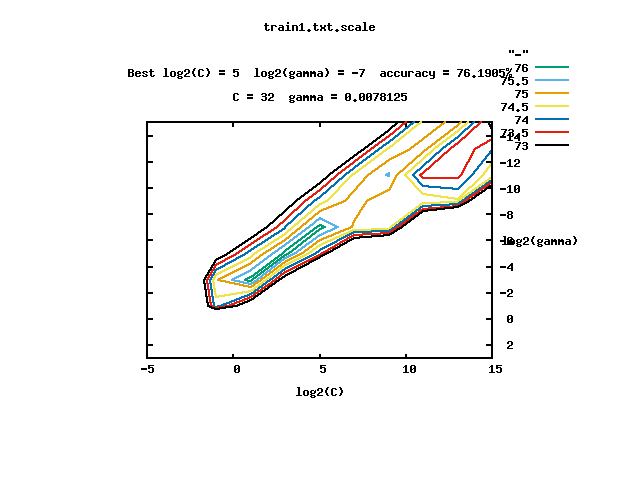 train1.txt.scale
"-"
Best log2(C) = 5  log2(gamma) = -7  accuracy = 76.1905%
C = 32  gamma = 0.0078125
76
75.5
75
74.5
74
73.5
73
-14
-12
-10
-8
-6
-4
-2
0
2
log2(gamma)
-5 0 5 10 15
log2(C)